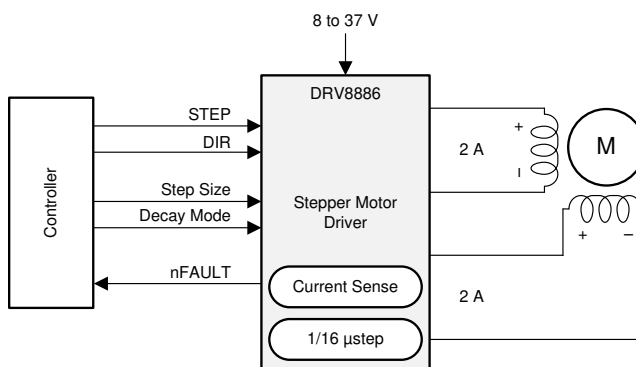 8 to 37 V
DRV8886
Controller
STEP
DIR
Step Size
Decay Mode
nFAULT
Stepper Motor
Driver
Current Sense
1/16 µstep
2 A
+
–
M
+ –
2 A